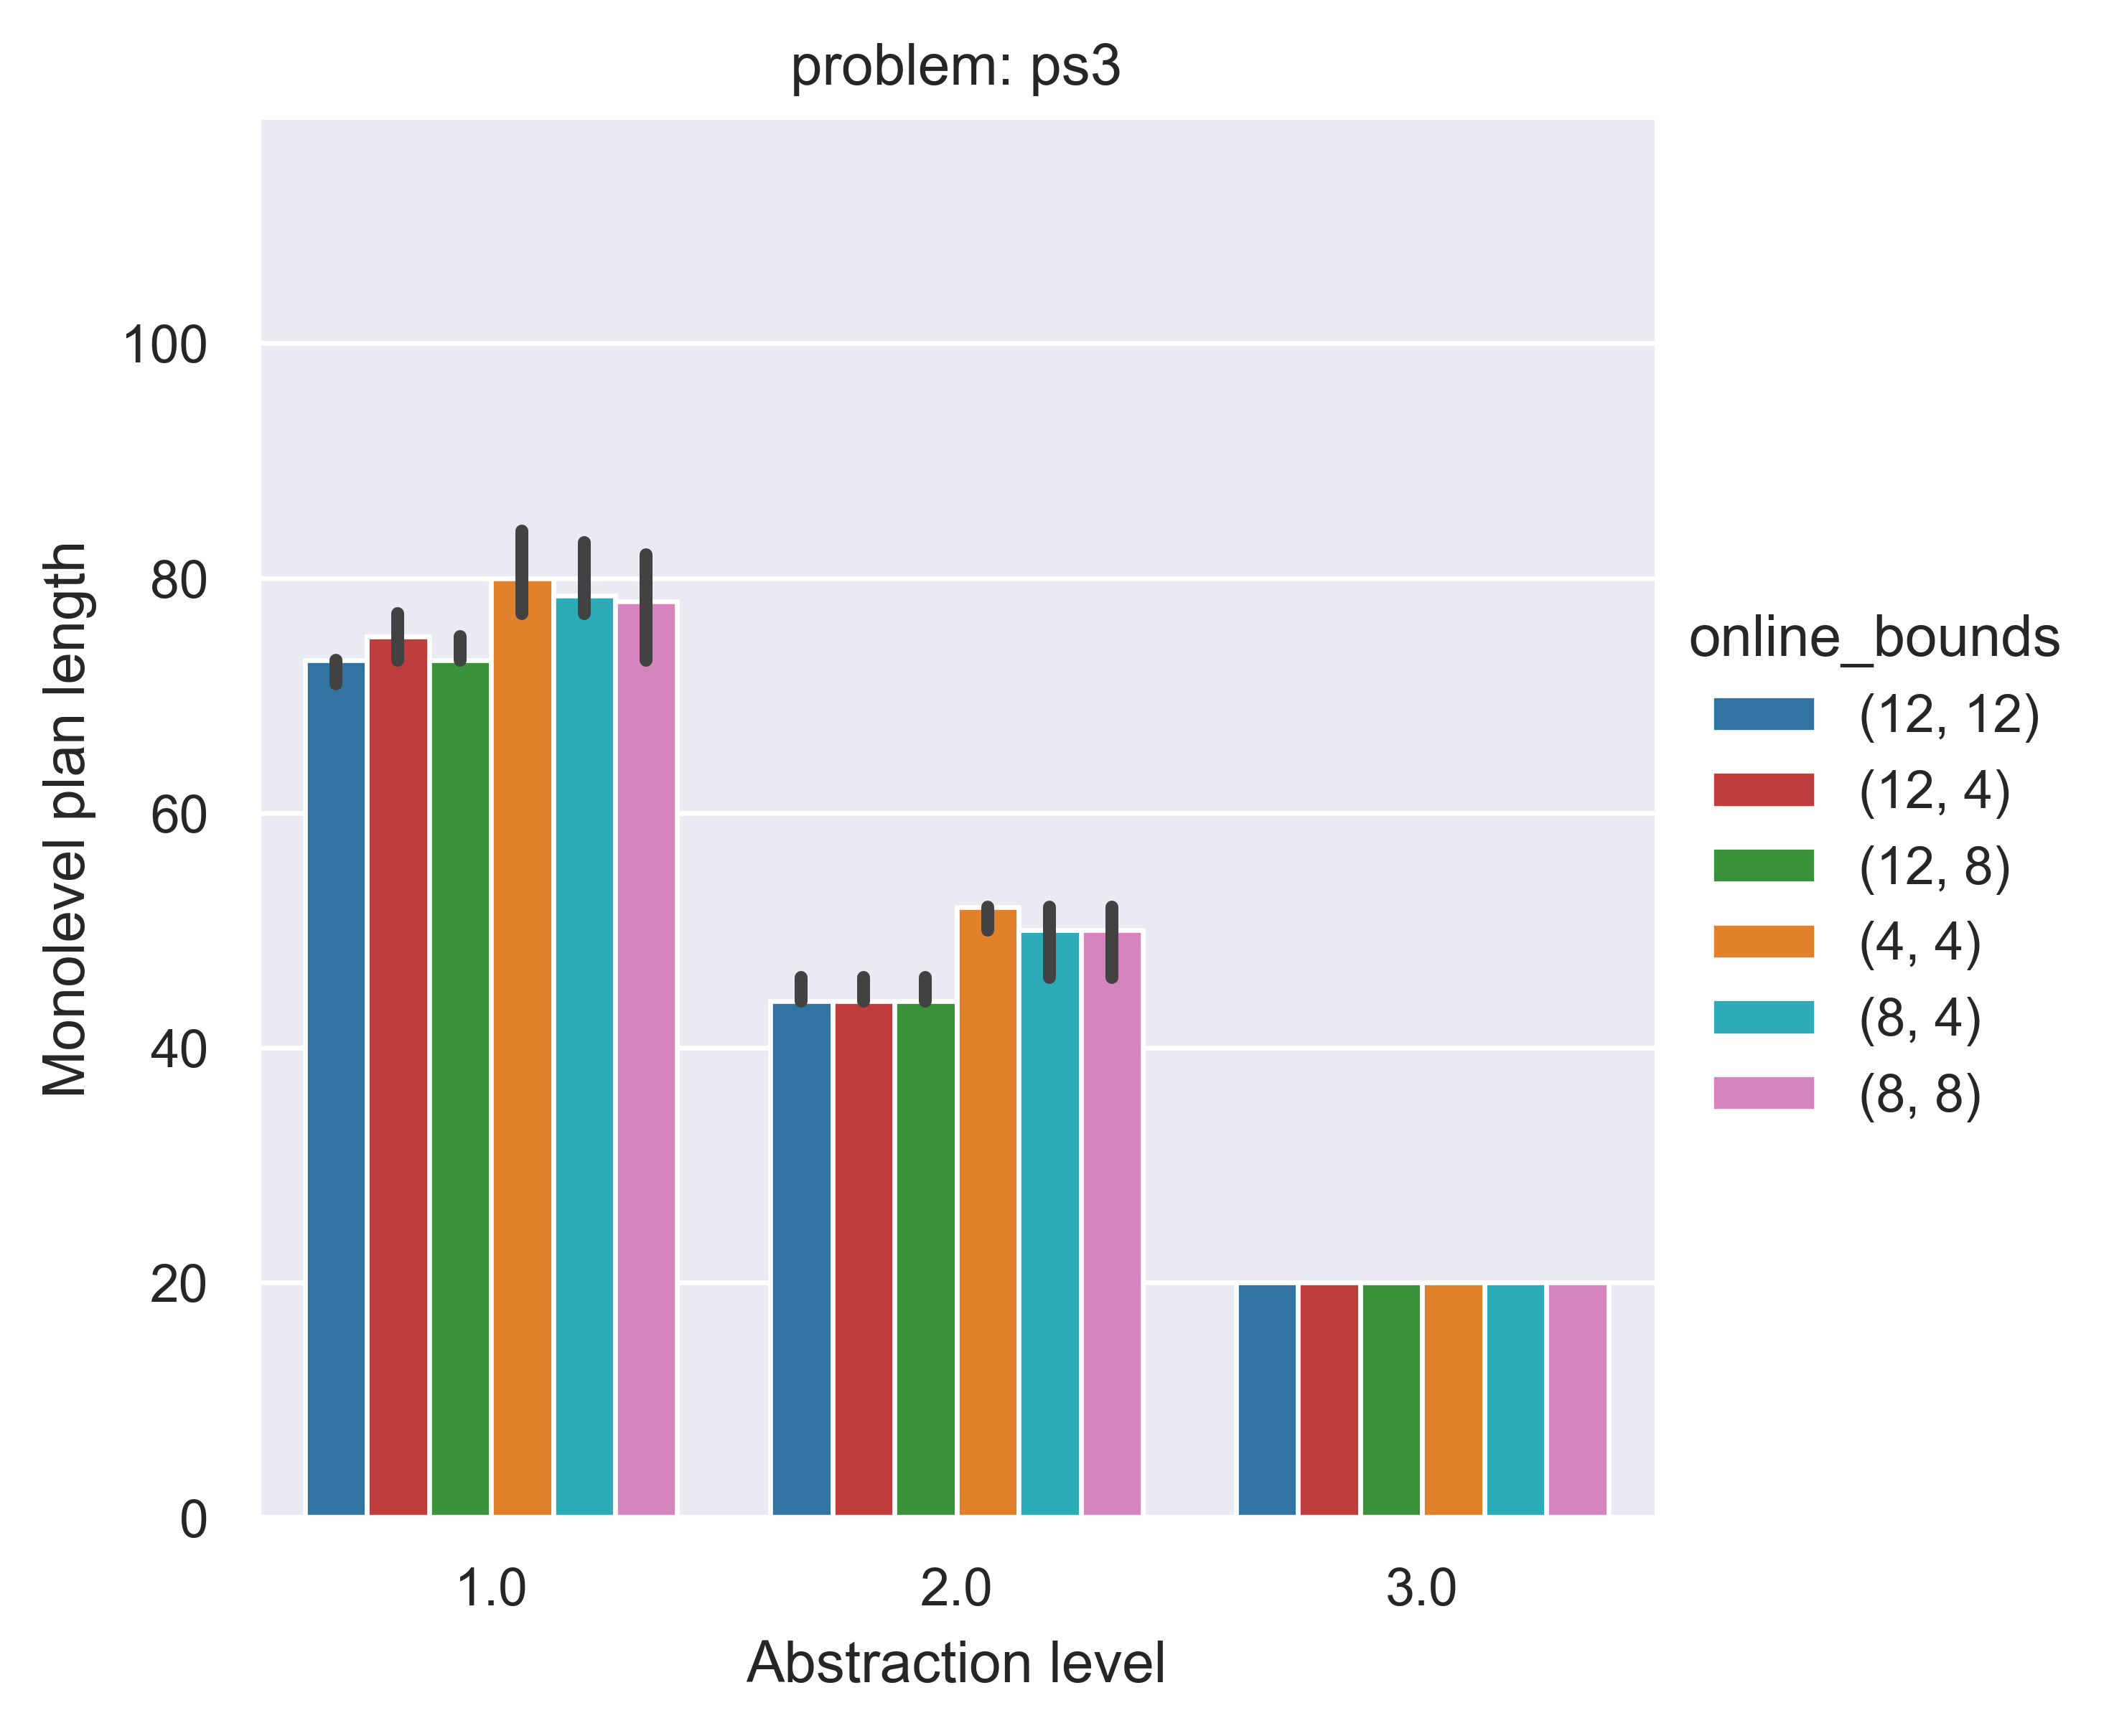 problem: ps3
Monolevel plan length
100
80
60
40
20
0
1.0 2.0 3.0
Abstraction level
online_bounds
(12, 12)
(12, 4)
(12, 8)
(4, 4)
(8, 4)
(8, 8)